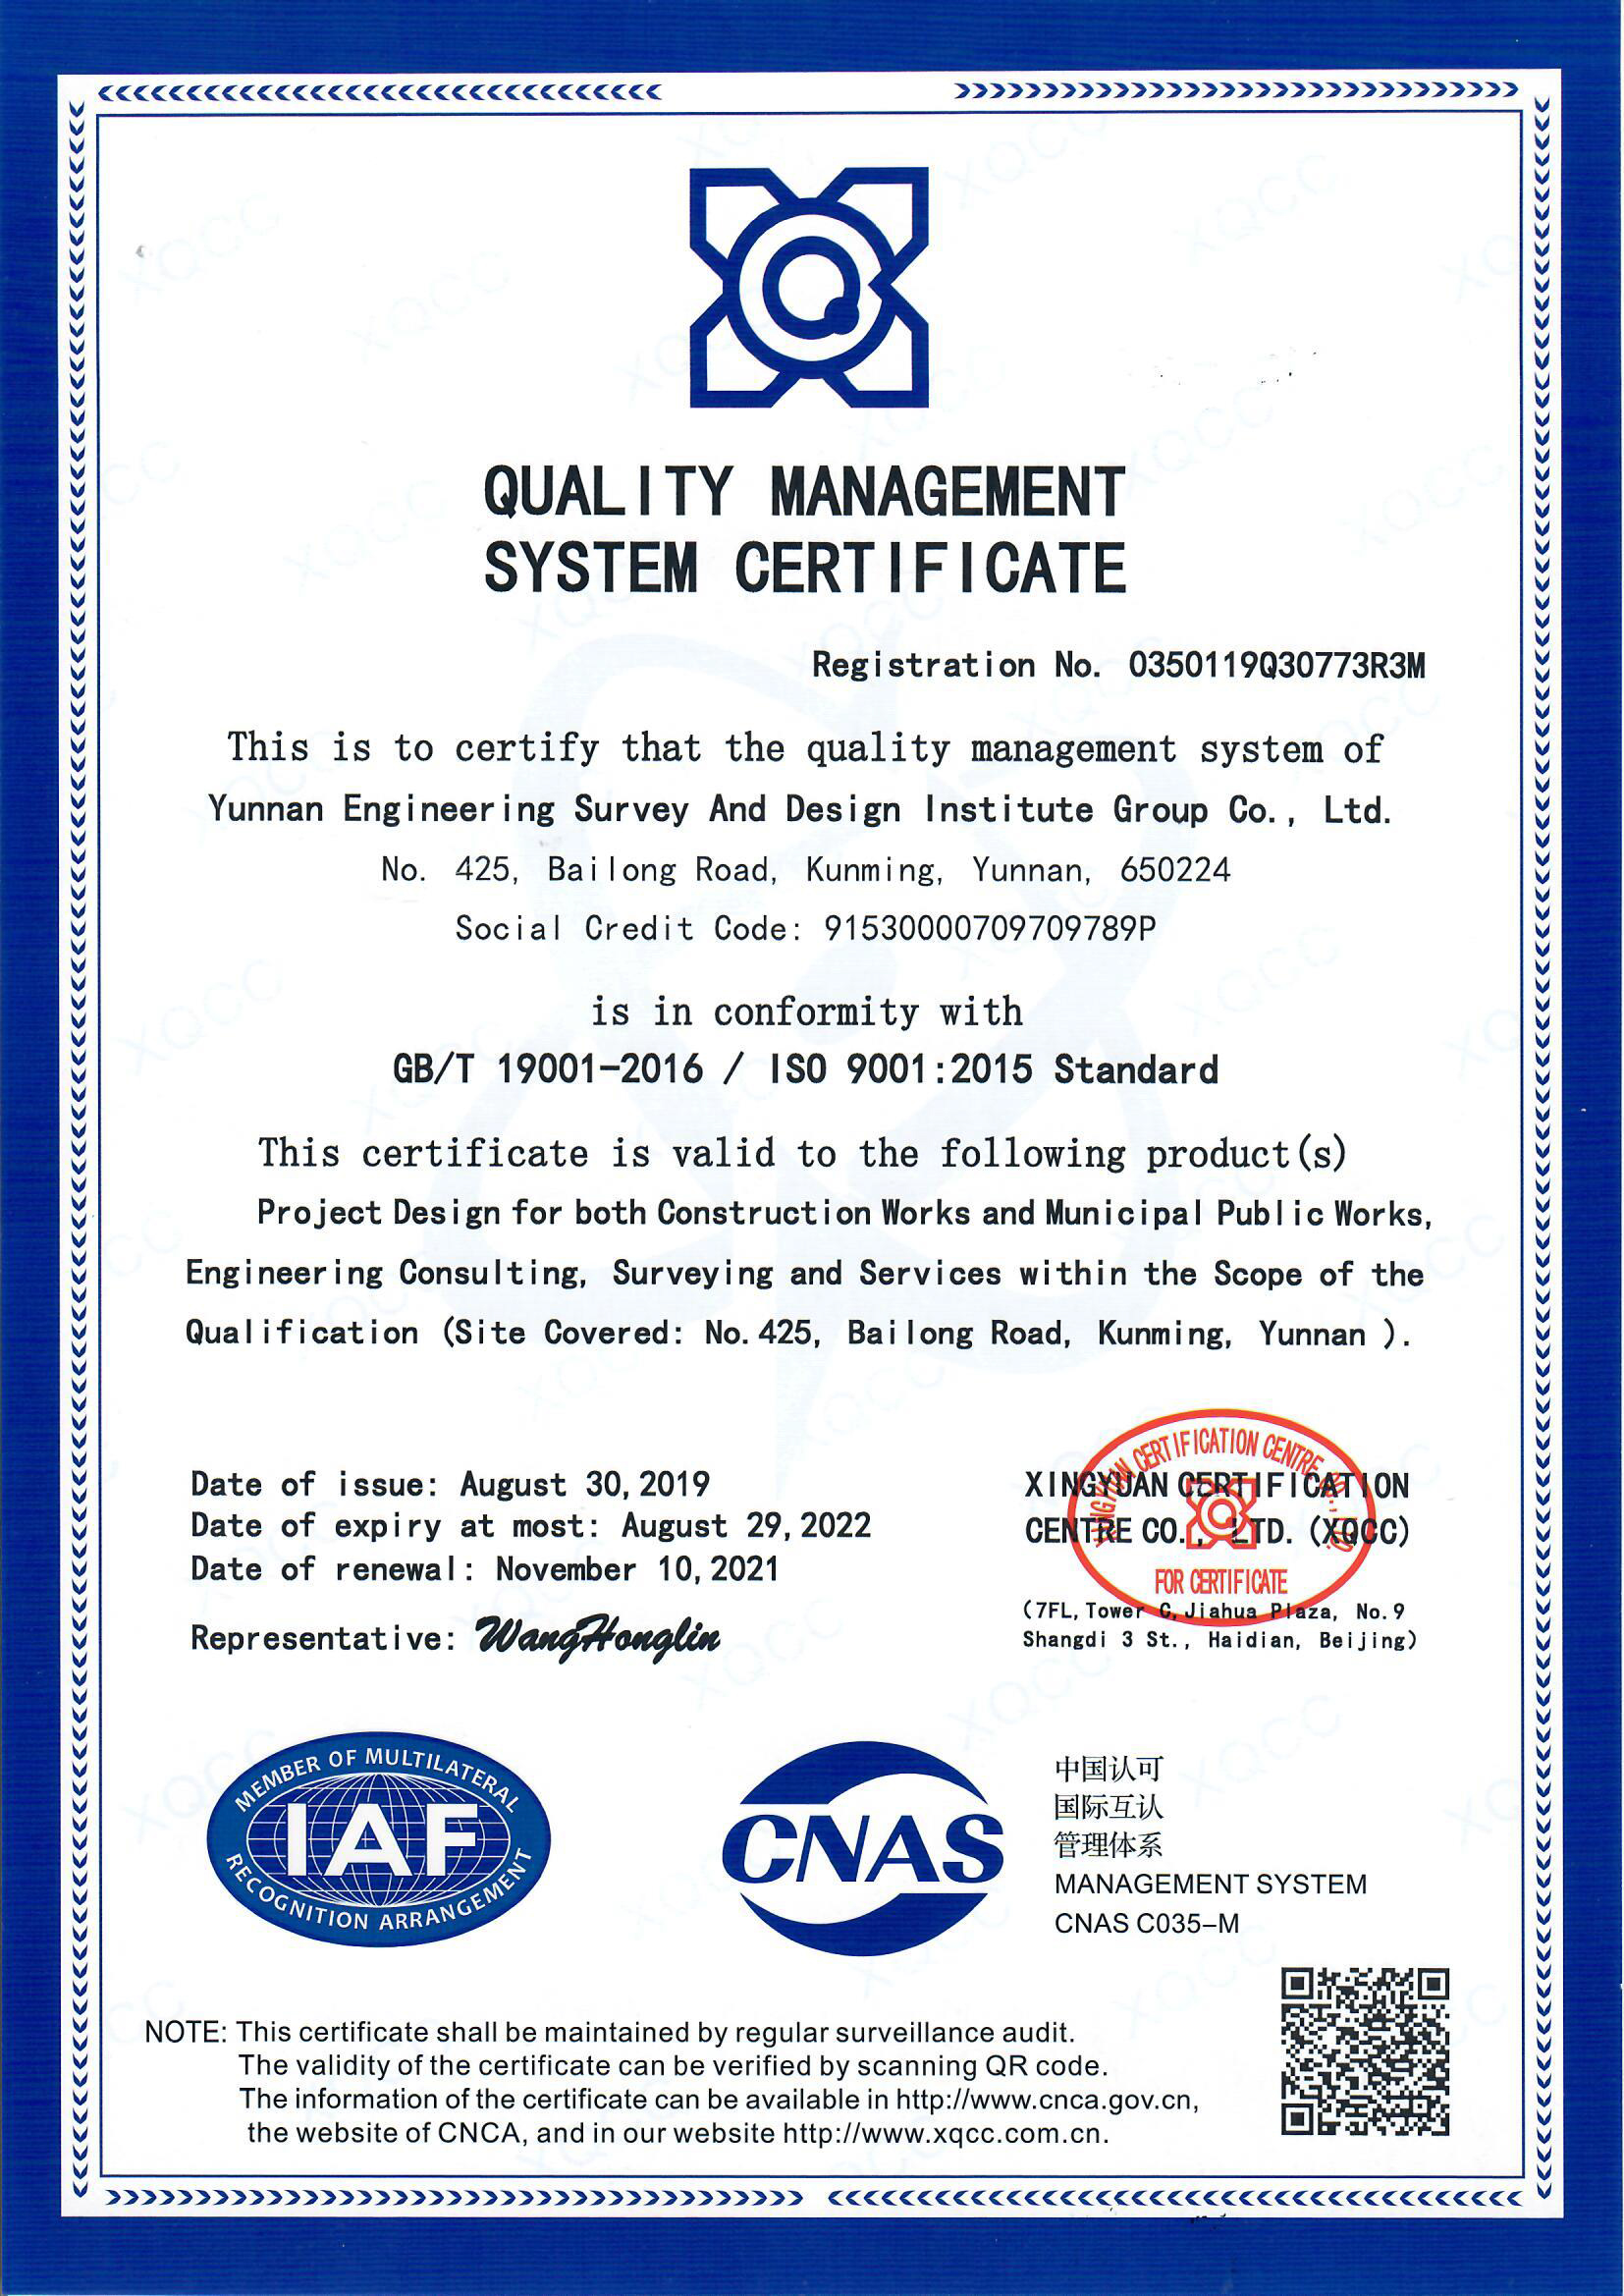 QUALITY MANAGEMENT
SYSTEM CERTIFICATE
Registration No. 0350119Q30773R3M
This is to certify that the quality management system of
Yunnan Engineering Survey And Design Institute Group Co., Ltd.
No. 425, Bailong Road, Kunming, Yunnan, 650224
Social Credit Code: 91530000709709789P
is in conformity with
GB/T 19001-2016 / ISO 9001:2015 Standard
This certificate is valid to the following product(s)
Project Design for both Construction Works and Municipal Public Works,
Engineering Consulting, Surveying and Services within the Scope of the
Qualification (Site Covered: No.425, Bailong Road, Kunming, Yunnan ).
Date of issue: August 30,2019
Date of expiry at most: August 29,2022
Date of renewal: November 10,2021
Representative: WangHonglin
XINGYUAN CERTIFICATION CENTRE CO., LTD.
FOR CERTIFICATE
XINGYUAN CERTIFICATION
CENTRE CO., LTD. (XQCC)
(7FL,Tower C,Jiahua Plaza, No.9
Shangdi 3 St., Haidian, Beijing)
MEMBER OF MULTILATERAL
IAF
RECOGNITION ARRANGEMENT
CNAS
中国认可
国际互认
管理体系
MANAGEMENT SYSTEM
CNAS C035-M
NOTE: This certificate shall be maintained by regular surveillance audit.
The validity of the certificate can be verified by scanning QR code.
The information of the certificate can be available in http://www.cnca.gov.cn,
the website of CNCA, and in our website http://www.xqcc.com.cn.
XQCC